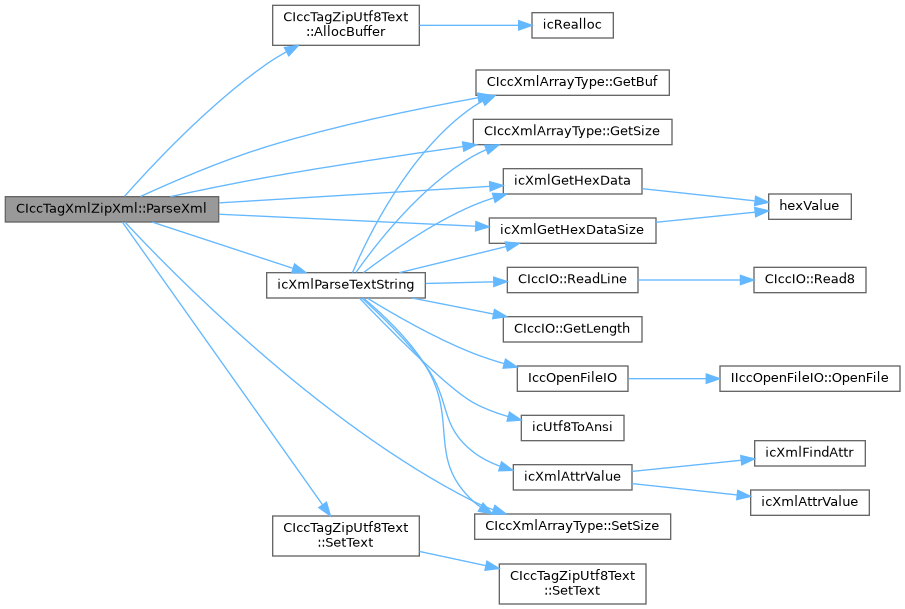 CIccTagZipUtf8Text
::AllocBuffer
icRealloc
CIccXmlArrayType::GetBuf
CIccXmlArrayType::GetSize
icXmlGetHexData
hexValue
CIccTagXmlZipXml::ParseXml
icXmlGetHexDataSize
icXmlParseTextString
CIccIO::ReadLine
CIccIO::Read8
CIccIO::GetLength
IccOpenFileIO
IIccOpenFileIO::OpenFile
icUtf8ToAnsi
icXmlFindAttr
icXmlAttrValue
icXmlAttrValue
CIccXmlArrayType::SetSize
CIccTagZipUtf8Text
::SetText
CIccTagZipUtf8Text
::SetText